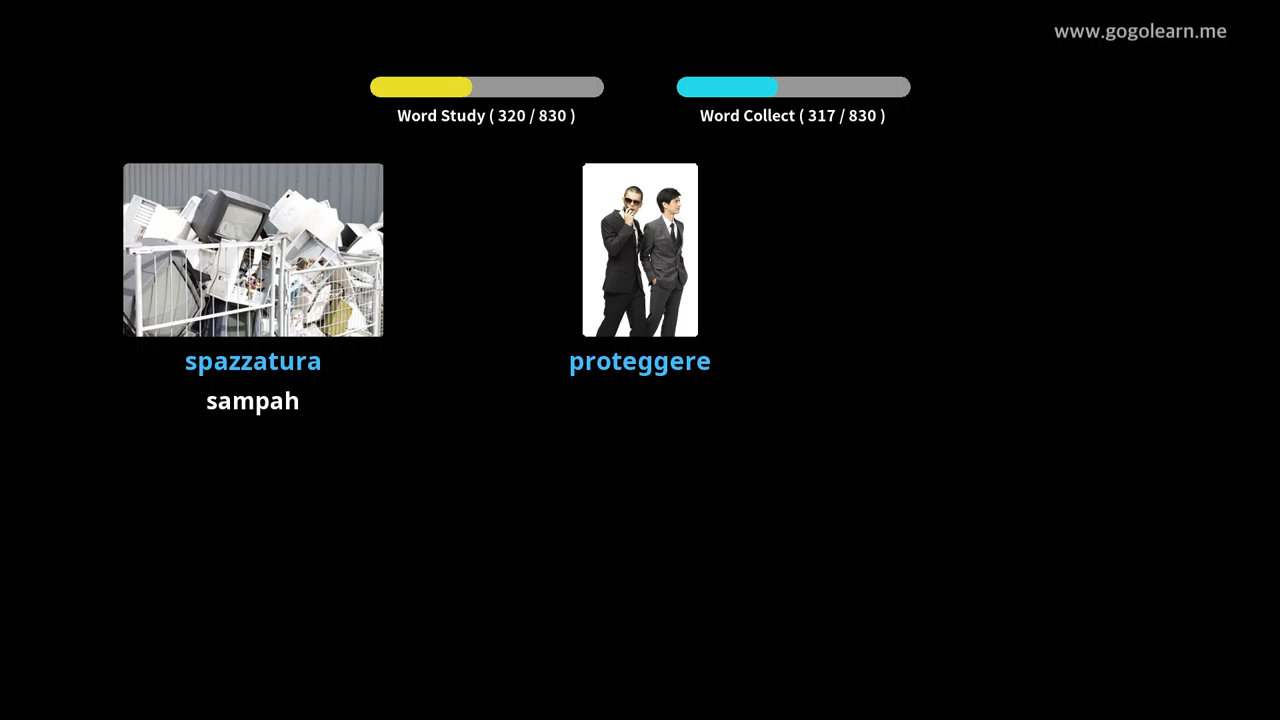 www.gogolearn.me
Word Study ( 320 / 830 )
Word Collect ( 317 / 830 )
spazzatura
proteggere
sampah